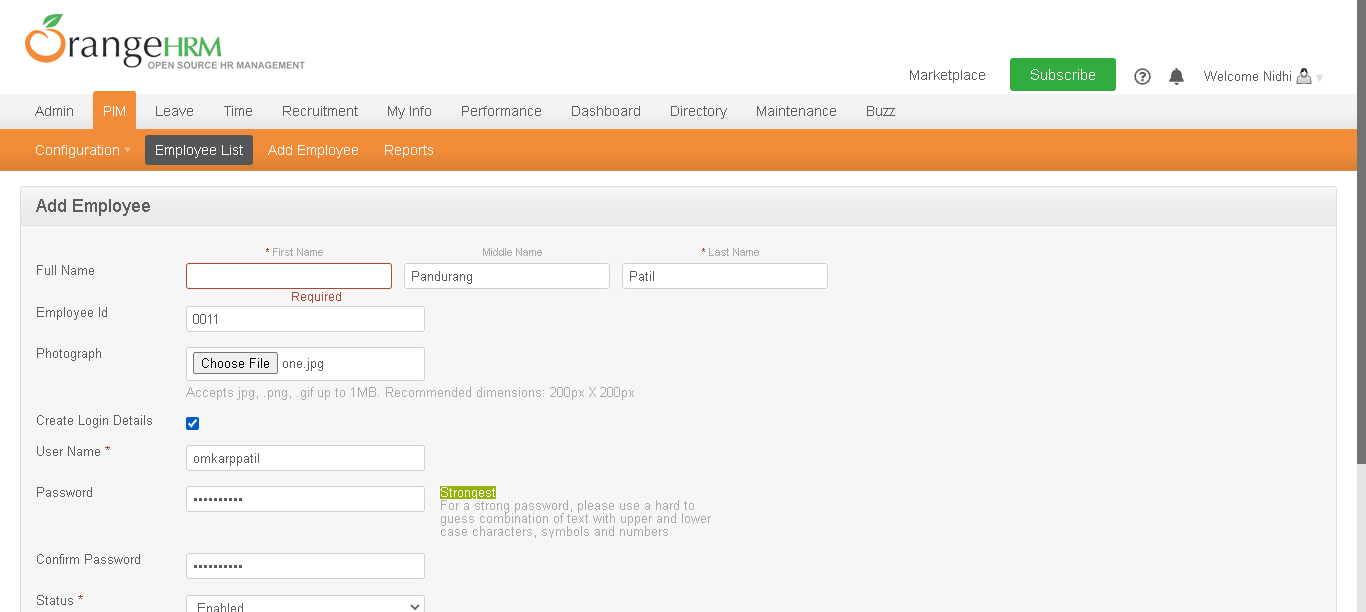 OrangeHRM
OPEN SOURCE HR MANAGEMENT
Marketplace Subscribe Welcome Nidhi
Admin PIM Leave Time Recruitment My Info Performance Dashboard Directory Maintenance Buzz
Configuration Employee List Add Employee Reports
Add Employee
* First Name Middle Name * Last Name
Full Name Pandurang Patil
Required
Employee Id 0011
Photograph Choose File one.jpg
Accepts jpg, .png, .gif up to 1MB. Recommended dimensions: 200px X 200px
Create Login Details
User Name * omkarppatil
Password •••••••••• Strongest
For a strong password, please use a hard to
guess combination of text with upper and lower
case characters, symbols and numbers
Confirm Password ••••••••••
Status * Enabled